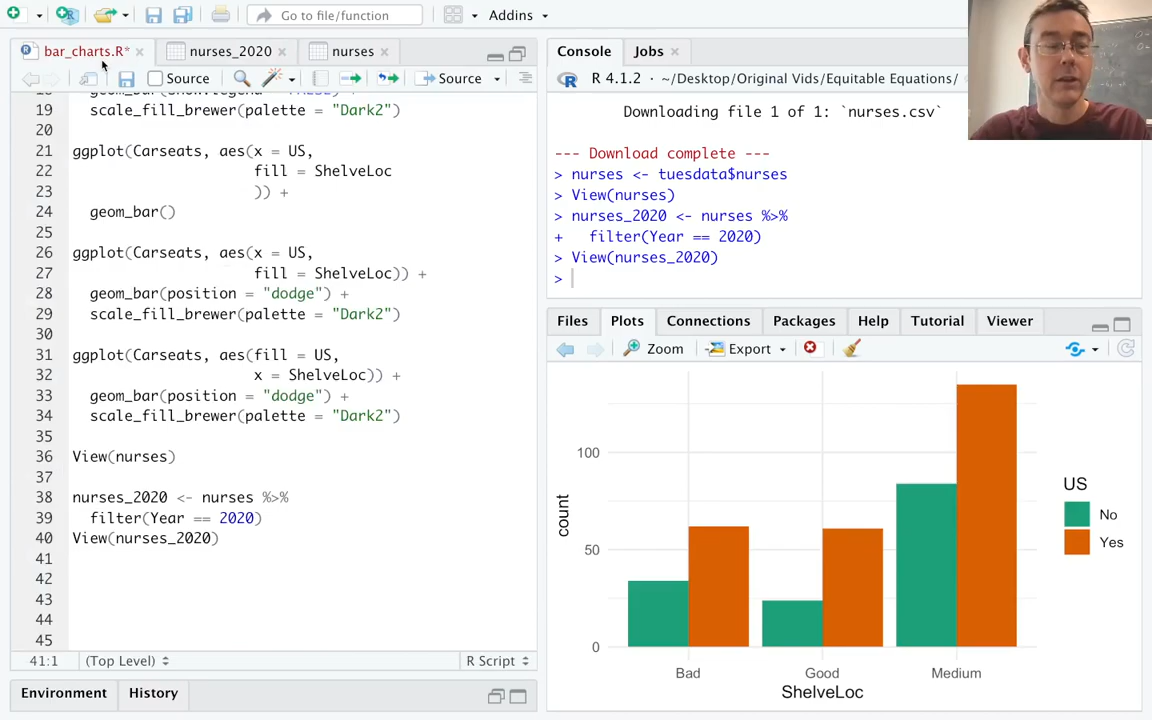 Go to file/function
Addins
bar_charts.R*
nurses_2020
nurses
Source
Source
19 scale_fill_brewer(palette = "Dark2")
20
21 ggplot(Carseats, aes(x = US,
22 fill = ShelveLoc
23 )) +
24 geom_bar()
25
26 ggplot(Carseats, aes(x = US,
27 fill = ShelveLoc)) +
28 geom_bar(position = "dodge") +
29 scale_fill_brewer(palette = "Dark2")
30
31 ggplot(Carseats, aes(fill = US,
32 x = ShelveLoc)) +
33 geom_bar(position = "dodge") +
34 scale_fill_brewer(palette = "Dark2")
35
36 View(nurses)
37
38 nurses_2020 <- nurses %>%
39 filter(Year == 2020)
40 View(nurses_2020)
41
42
43
44
45
41:1 (Top Level) R Script
Environment History
Console Jobs
R 4.1.2 · ~/Desktop/Original Vids/Equitable Equations/
Downloading file 1 of 1: `nurses.csv`
--- Download complete ---
> nurses <- tuesdata$nurses
> View(nurses)
> nurses_2020 <- nurses %>%
+ filter(Year == 2020)
> View(nurses_2020)
>
Files Plots Connections Packages Help Tutorial Viewer
Zoom Export
100
50
0
count
Bad Good Medium
ShelveLoc
US
No
Yes